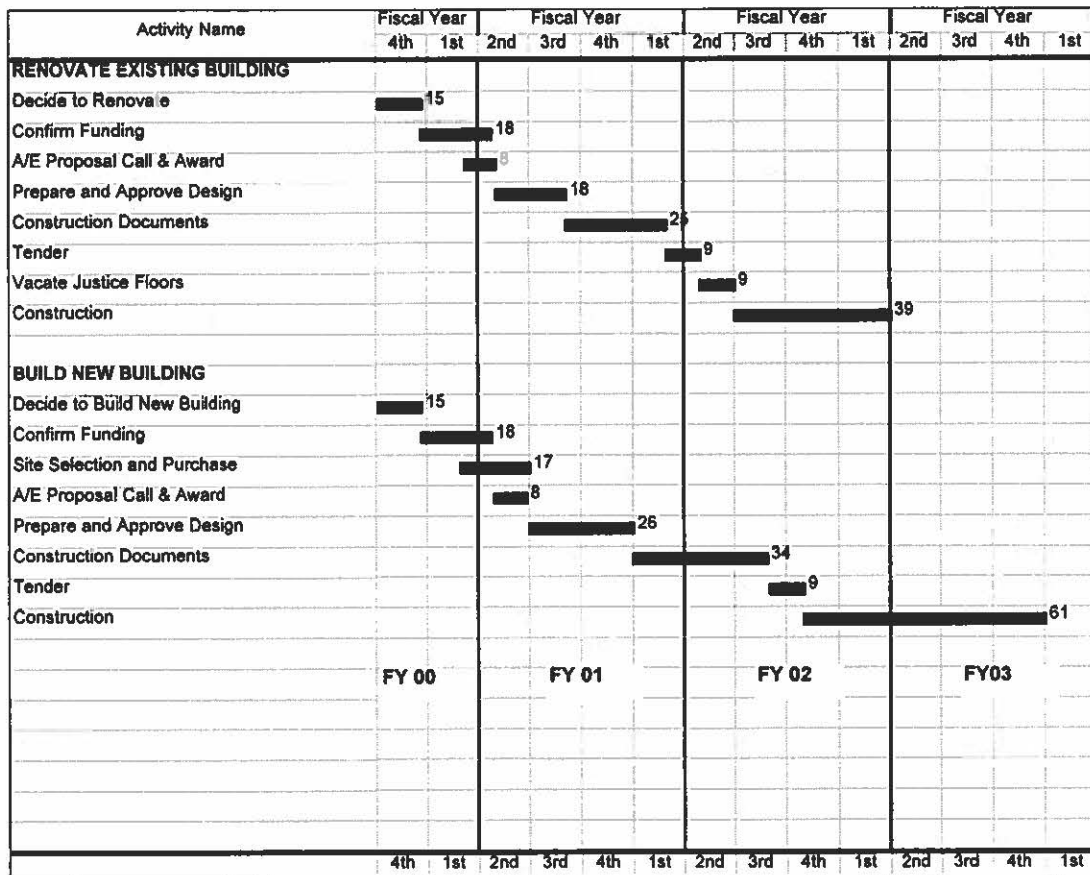 Activity Name
Fiscal Year Fiscal Year Fiscal Year Fiscal Year
4th 1st 2nd 3rd 4th 1st 2nd 3rd 4th 1st 2nd 3rd 4th 1st
RENOVATE EXISTING BUILDING
Decide to Renovate 15
Confirm Funding 18
A/E Proposal Call & Award 8
Prepare and Approve Design 18
Construction Documents 25
Tender 9
Vacate Justice Floors 9
Construction 39
BUILD NEW BUILDING
Decide to Build New Building 15
Confirm Funding 18
Site Selection and Purchase 17
A/E Proposal Call & Award 8
Prepare and Approve Design 26
Construction Documents 34
Tender 9
Construction 61
FY 00 FY 01 FY 02 FY03
4th 1st 2nd 3rd 4th 1st 2nd 3rd 4th 1st 2nd 3rd 4th 1st